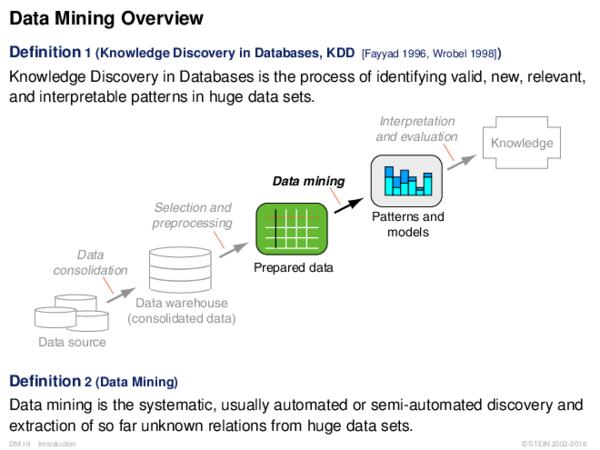 Data Mining Overview
Definition 1 (Knowledge Discovery in Databases, KDD [Fayyad 1996, Wrobel 1998])
Knowledge Discovery in Databases is the process of identifying valid, new, relevant,
and interpretable patterns in huge data sets.
Interpretation
and evaluation
Knowledge
Data mining
Patterns and
models
Selection and
preprocessing
Prepared data
Data
consolidation
Data warehouse
(consolidated data)
Data source
Definition 2 (Data Mining)
Data mining is the systematic, usually automated or semi-automated discovery and
extraction of so far unknown relations from huge data sets.
DM:I-9 Introduction
© STEIN 2002-2018